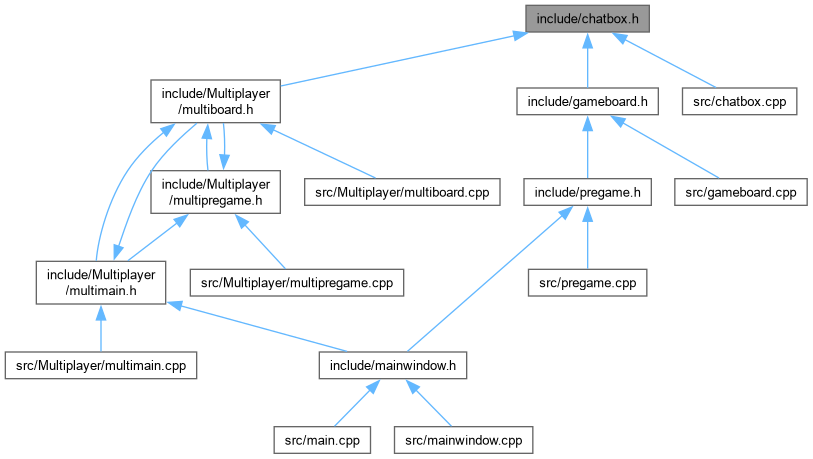 include/chatbox.h
include/Multiplayer
/multiboard.h
include/gameboard.h
src/chatbox.cpp
include/Multiplayer
/multipregame.h
src/Multiplayer/multiboard.cpp
include/pregame.h
src/gameboard.cpp
include/Multiplayer
/multimain.h
src/Multiplayer/multipregame.cpp
src/pregame.cpp
src/Multiplayer/multimain.cpp
include/mainwindow.h
src/main.cpp
src/mainwindow.cpp